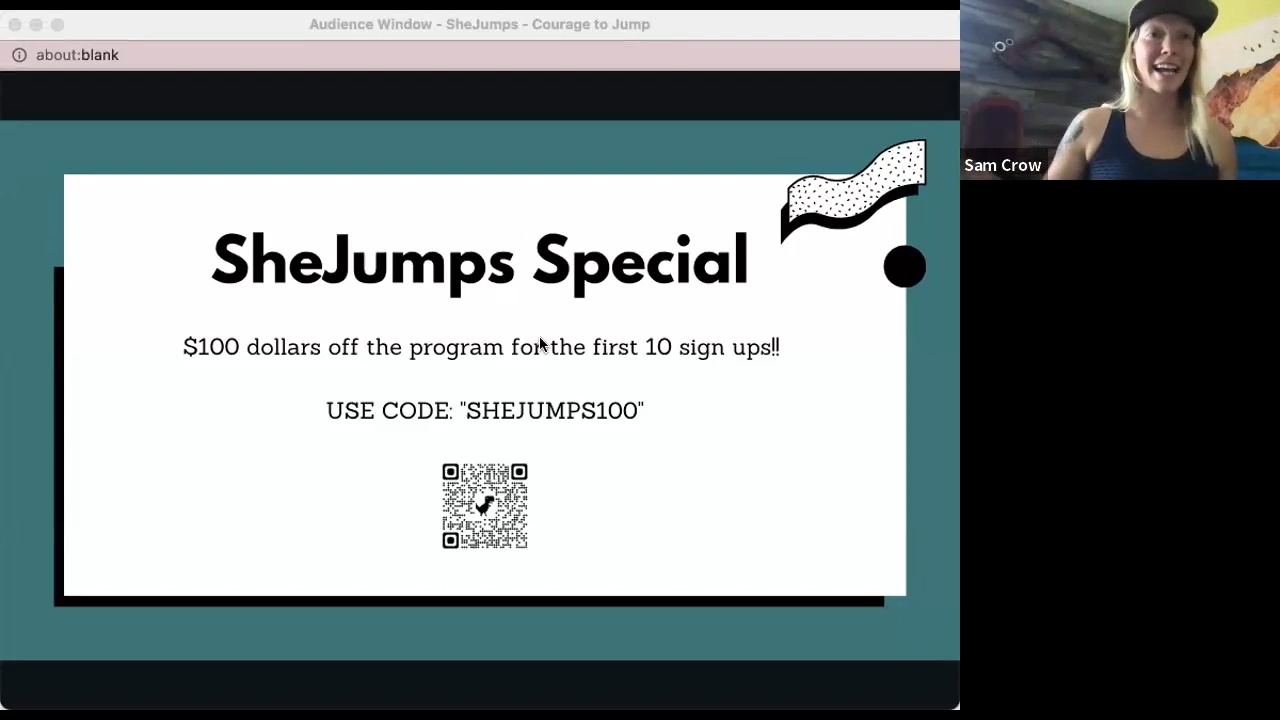 Audience Window - SheJumps - Courage to Jump
about:blank
Sam Crow
SheJumps Special
$100 dollars off the program for the first 10 sign ups!!
USE CODE: "SHEJUMPS100"